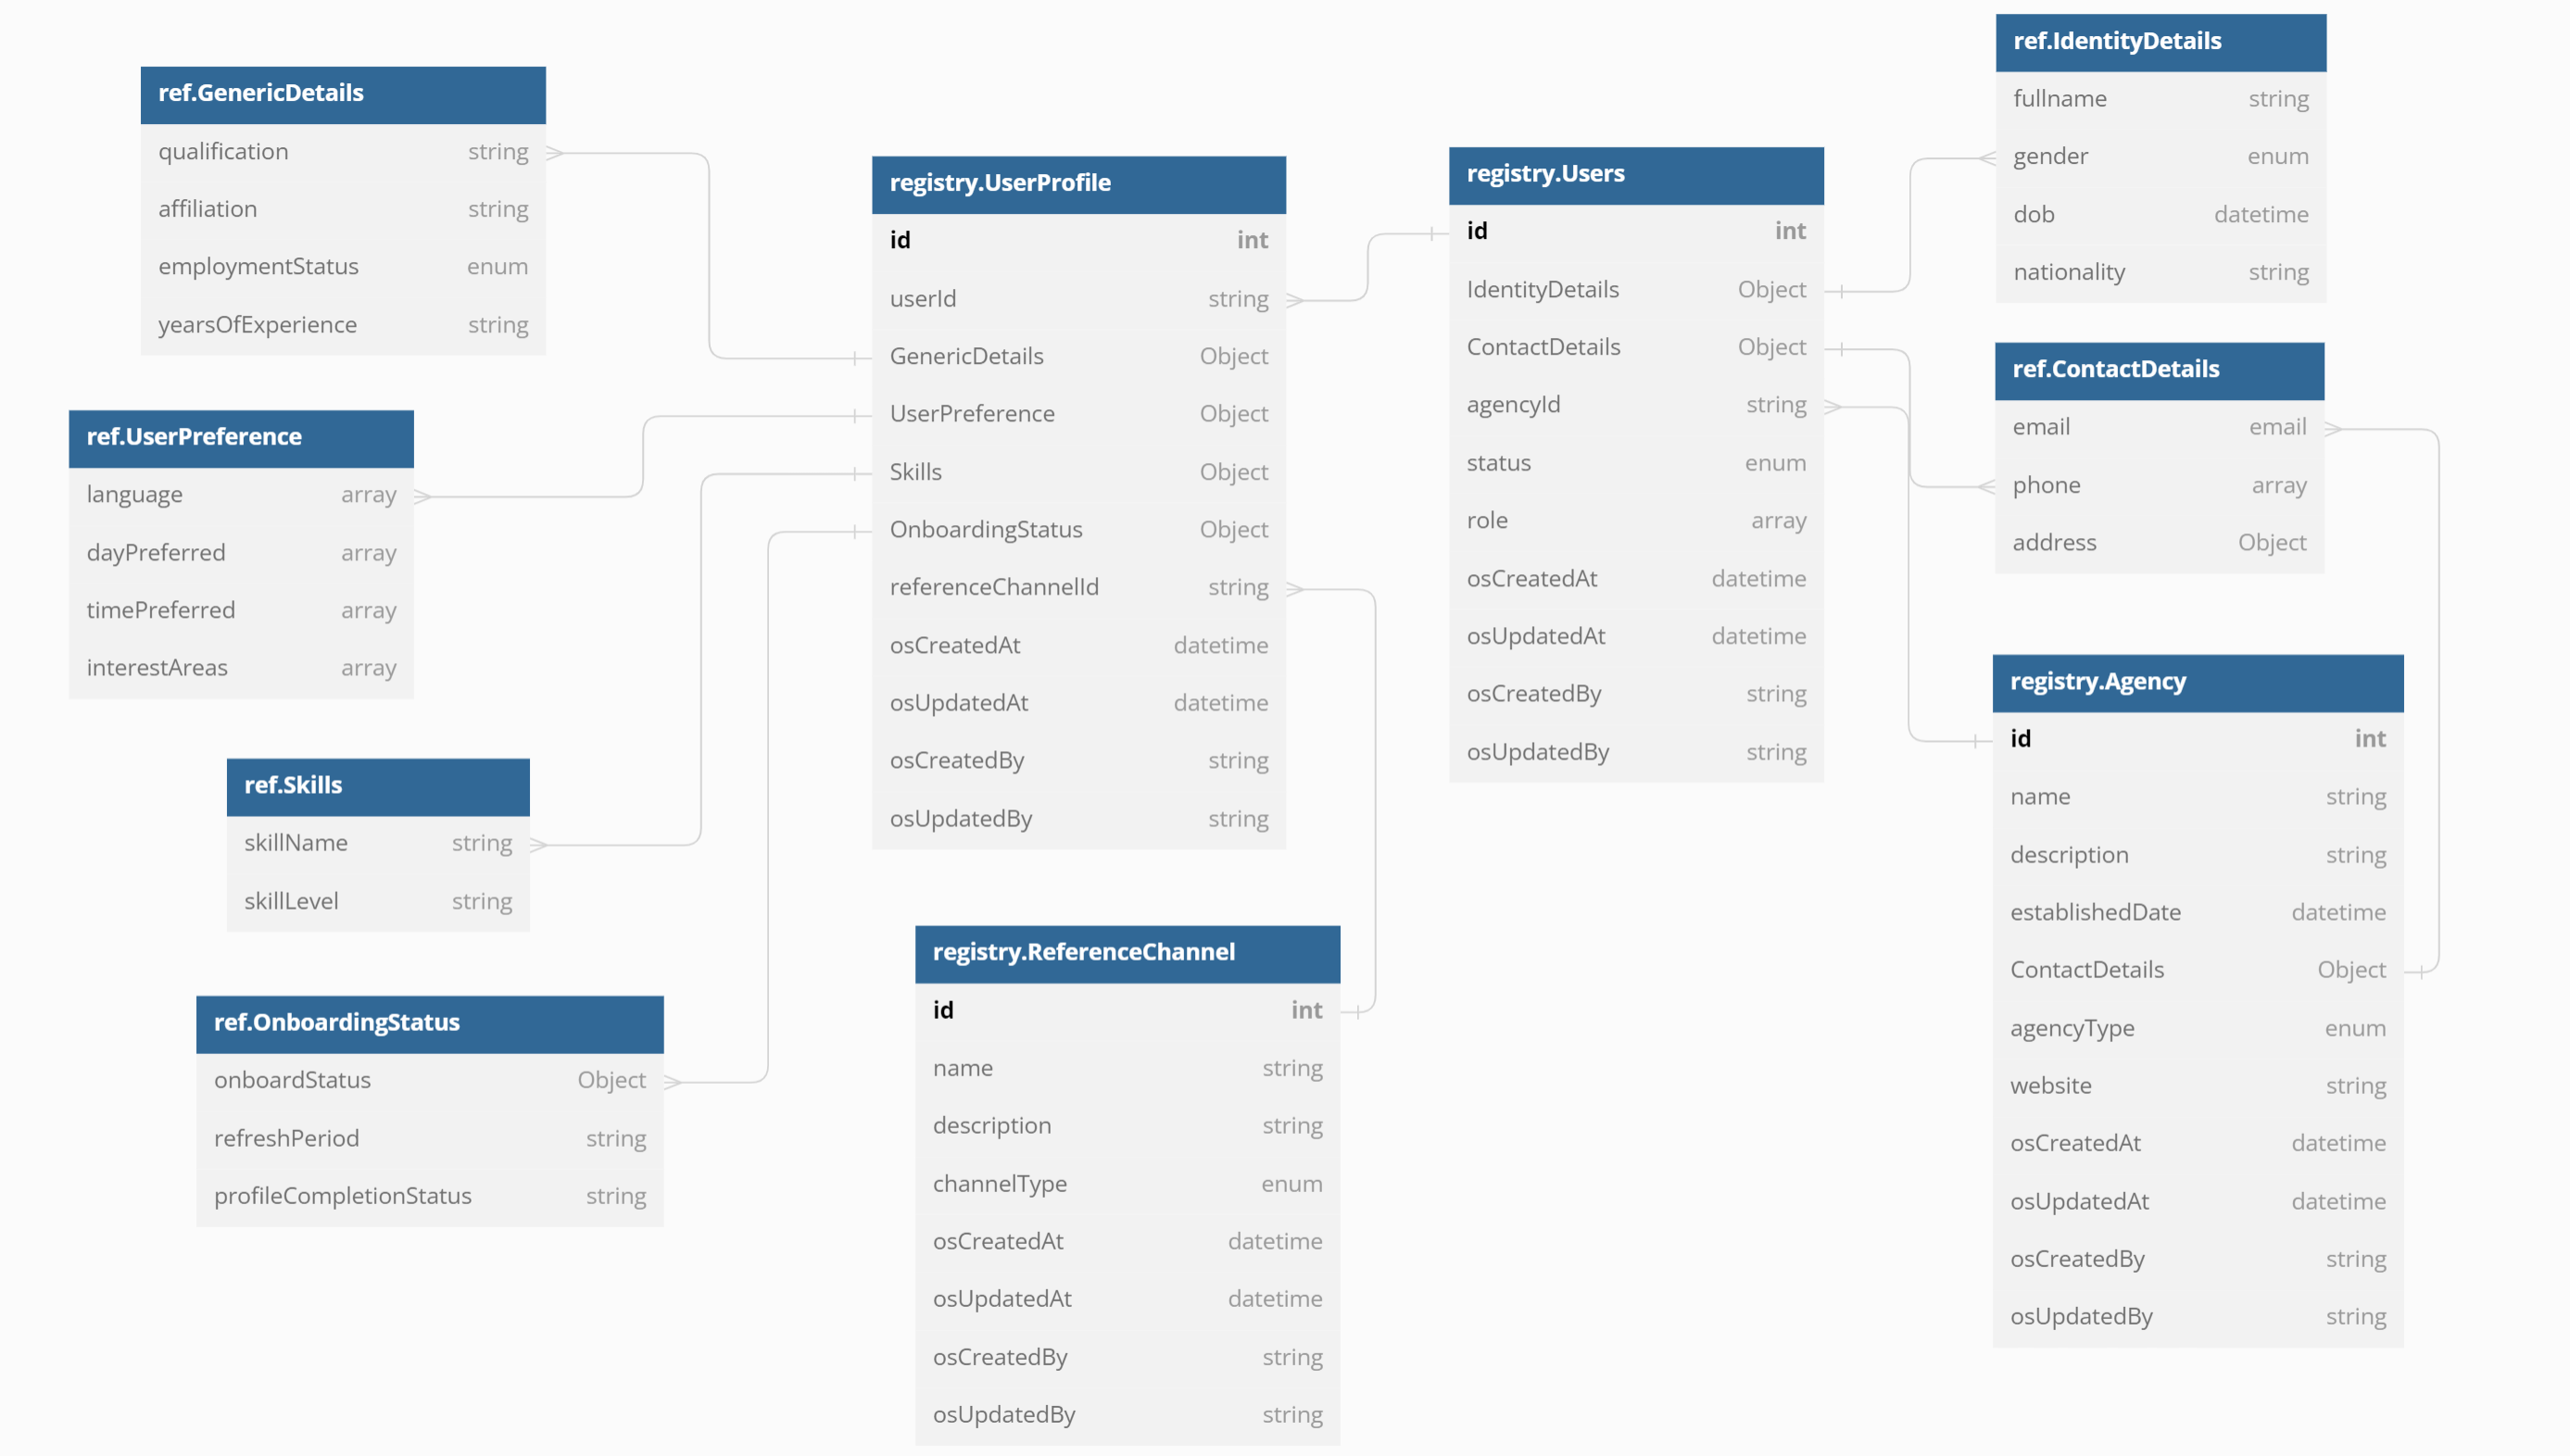 ref.GenericDetails
qualification string
affiliation string
employmentStatus enum
yearsOfExperience string
ref.UserPreference
language array
dayPreferred array
timePreferred array
interestAreas array
ref.Skills
skillName string
skillLevel string
ref.OnboardingStatus
onboardStatus Object
refreshPeriod string
profileCompletionStatus string
registry.UserProfile
id int
userId string
GenericDetails Object
UserPreference Object
Skills Object
OnboardingStatus Object
referenceChannelId string
osCreatedAt datetime
osUpdatedAt datetime
osCreatedBy string
osUpdatedBy string
registry.ReferenceChannel
id int
name string
description string
channelType enum
osCreatedAt datetime
osUpdatedAt datetime
osCreatedBy string
osUpdatedBy string
registry.Users
id int
IdentityDetails Object
ContactDetails Object
agencyId string
status enum
role array
osCreatedAt datetime
osUpdatedAt datetime
osCreatedBy string
osUpdatedBy string
ref.IdentityDetails
fullname string
gender enum
dob datetime
nationality string
ref.ContactDetails
email email
phone array
address Object
registry.Agency
id int
name string
description string
establishedDate datetime
ContactDetails Object
agencyType enum
website string
osCreatedAt datetime
osUpdatedAt datetime
osCreatedBy string
osUpdatedBy string